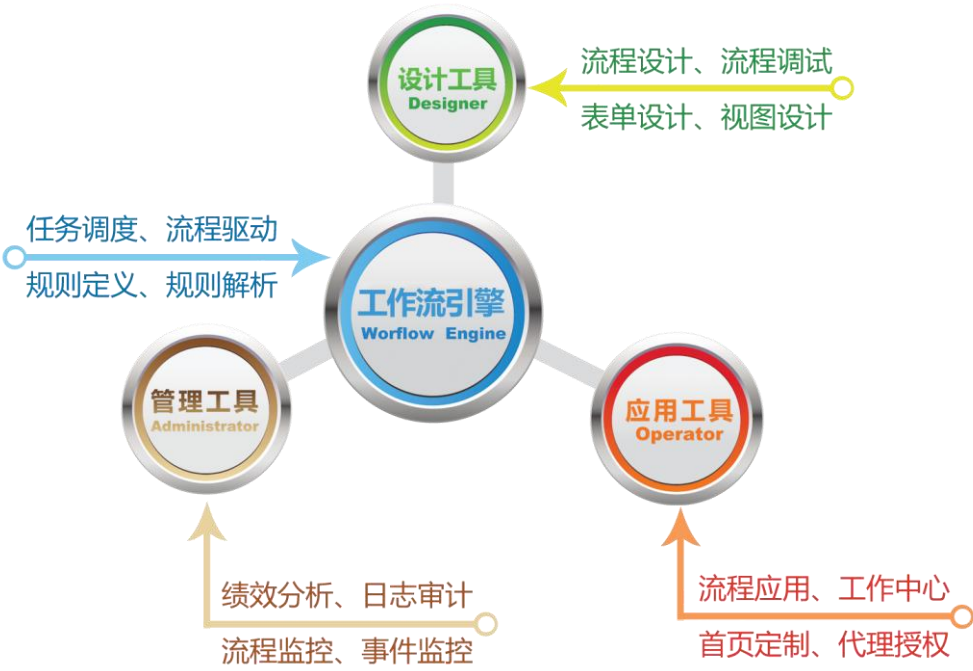 设计工具
Designer
流程设计、流程调试
表单设计、视图设计
任务调度、流程驱动
规则定义、规则解析
工作流引擎
Worflow Engine
管理工具
Administrator
应用工具
Operator
绩效分析、日志审计
流程监控、事件监控
流程应用、工作中心
首页定制、代理授权